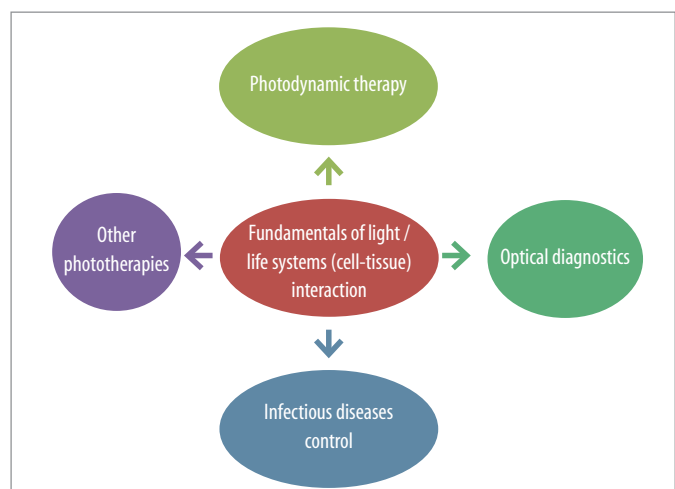 Photodynamic therapy
Other
phototherapies
Fundamentals of light /
life systems (cell-tissue)
interaction
Optical diagnostics
Infectious diseases
control